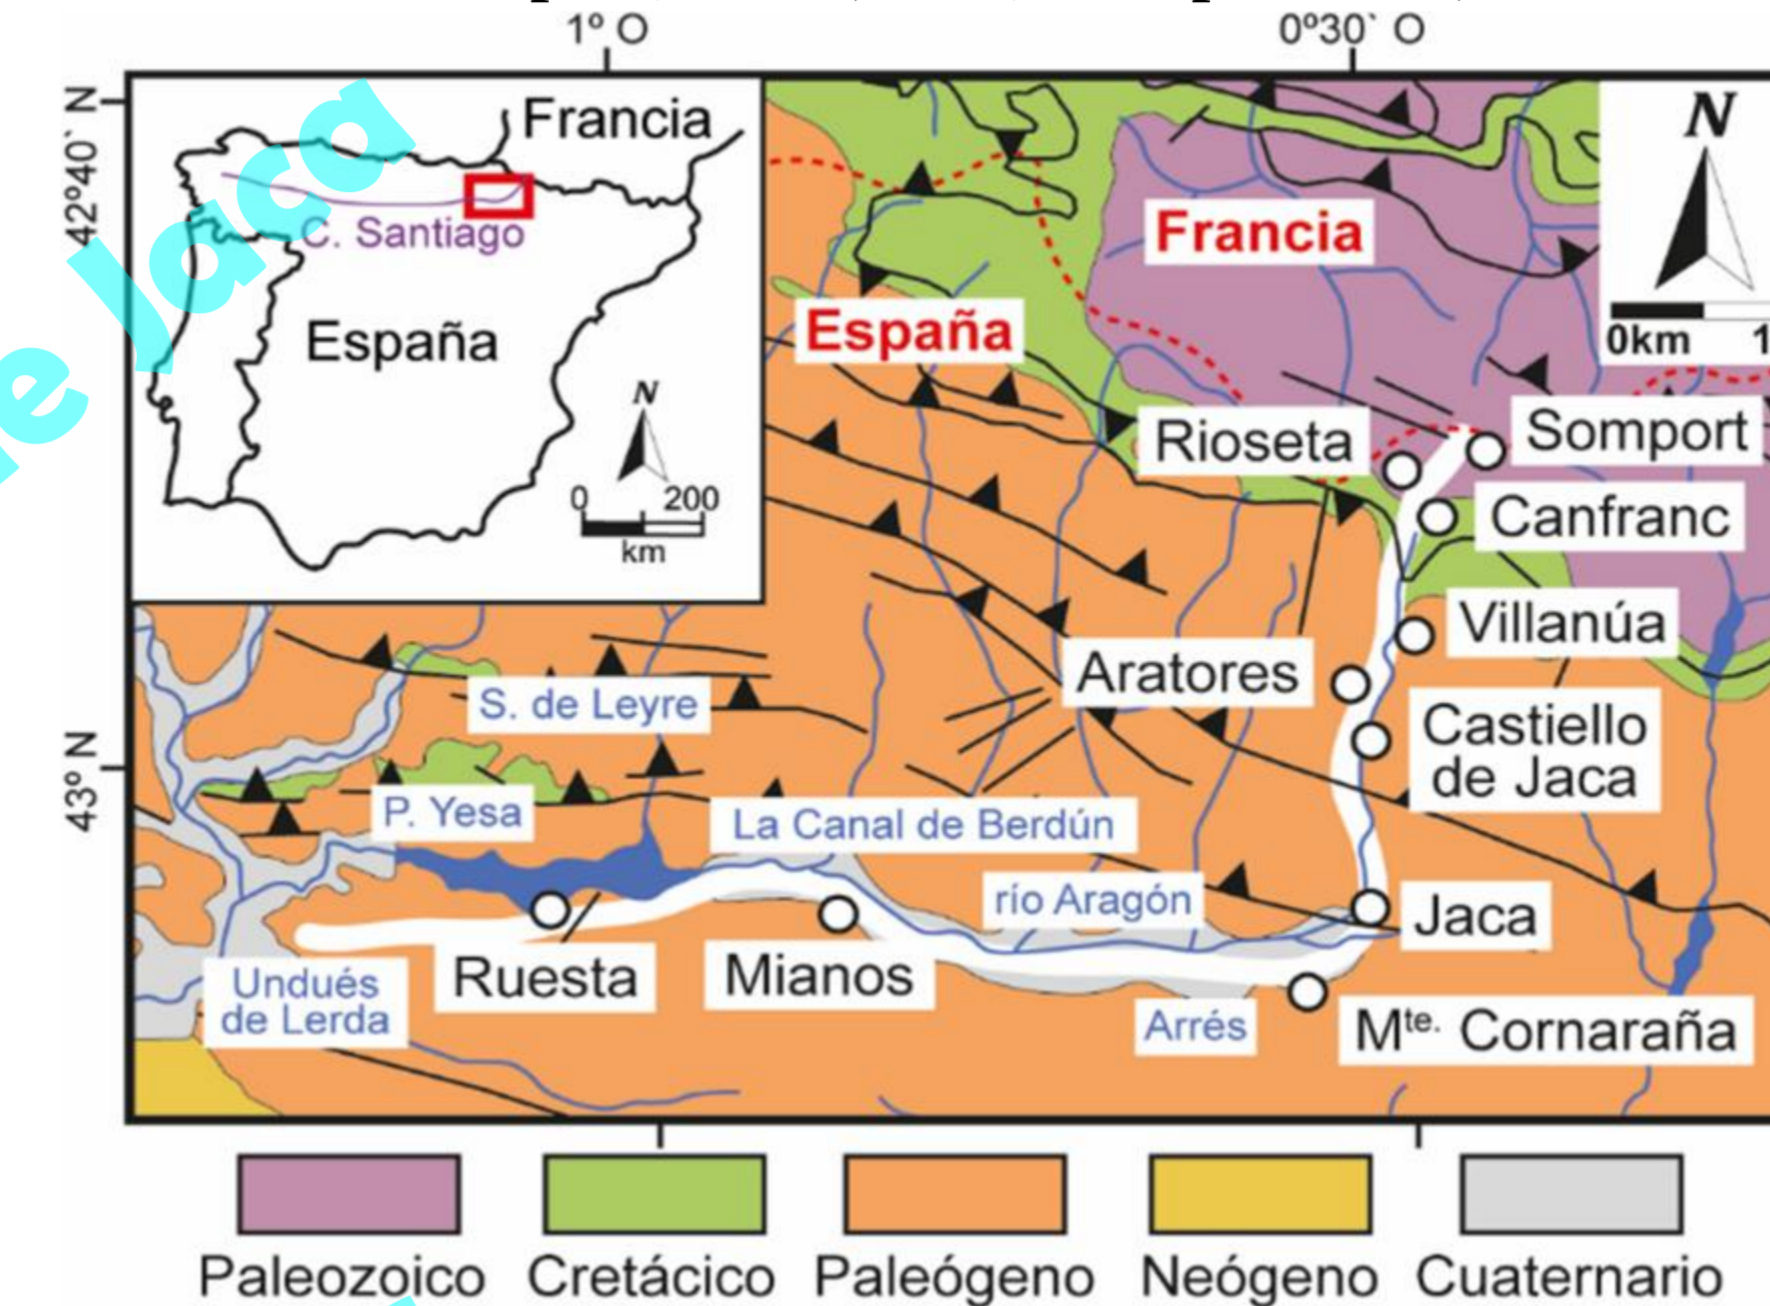 1º O
0º30` O
42º40` N
43º N
Francia
C. Santiago
España
N
0
200
km
Francia
España
N
0km
1
Rioseta
Somport
Canfranc
Villanúa
Aratores
Castiello
de Jaca
S. de Leyre
P. Yesa
La Canal de Berdún
río Aragón
Jaca
Ruesta
Mianos
Undués
de Lerda
Arrés
Mte. Cornaraña
Paleozoico
Cretácico
Paleógeno
Neógeno
Cuaternario
de Jaca